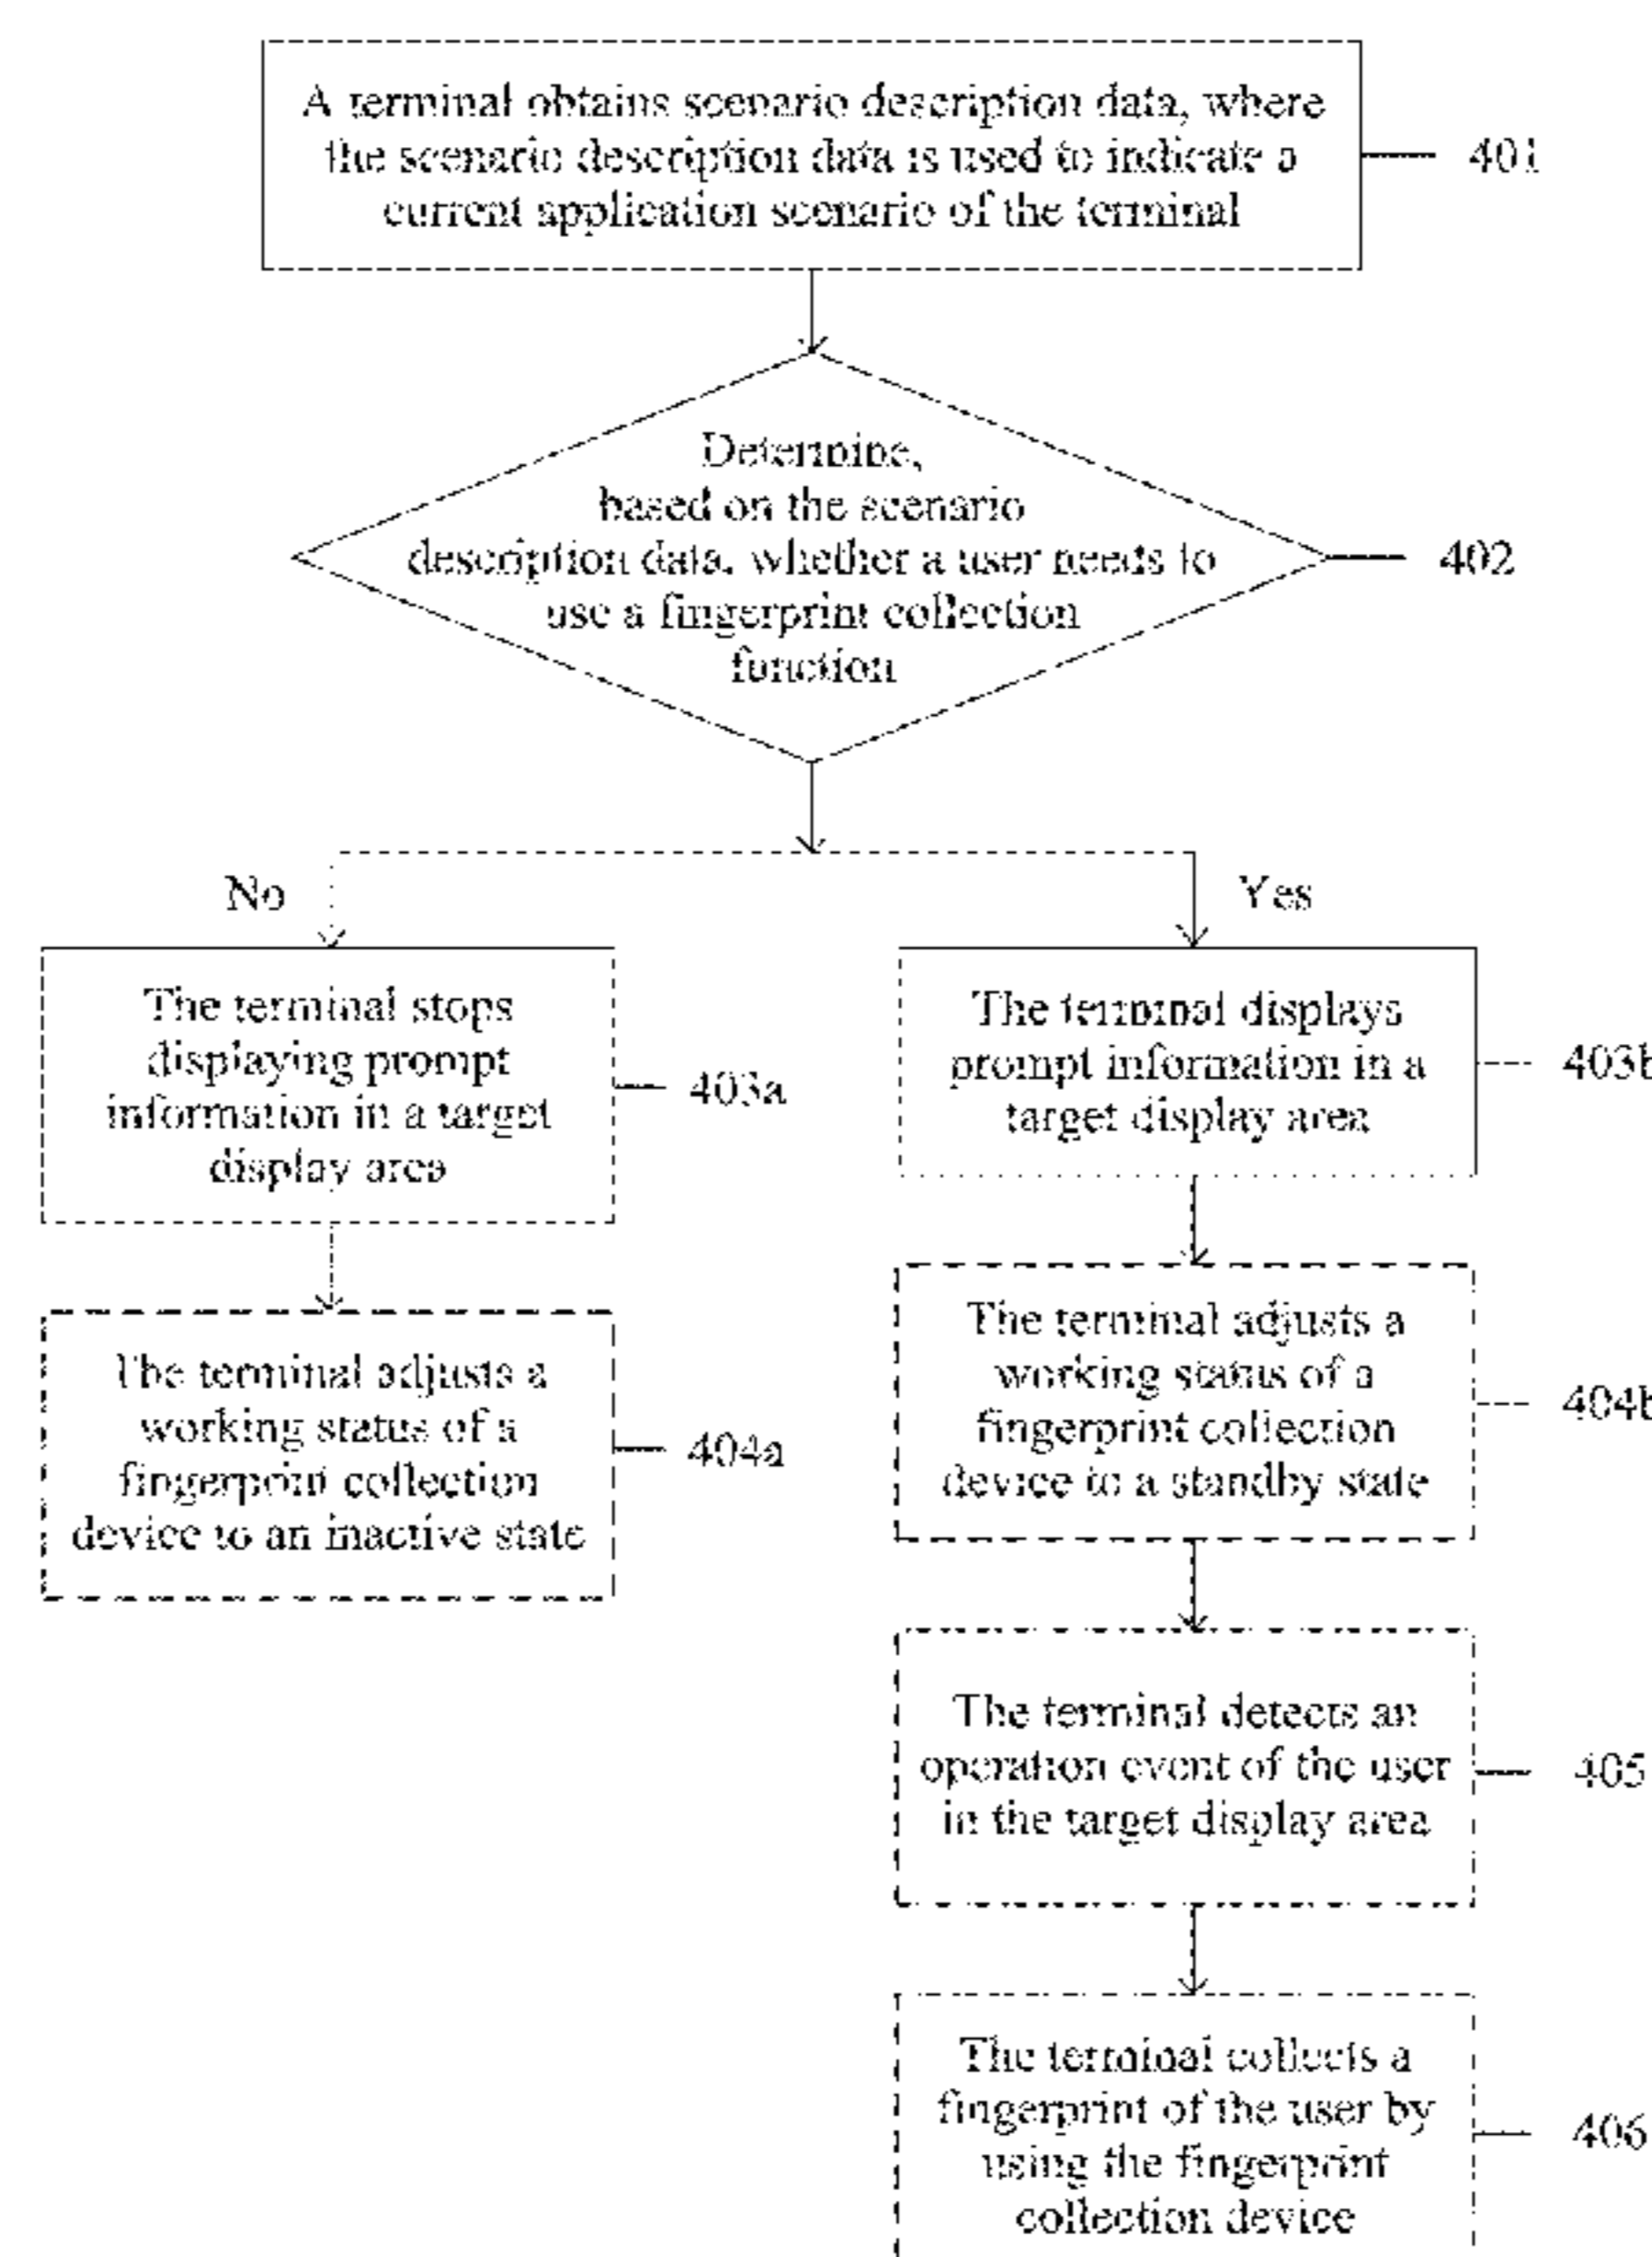 A terminal obtains scenario description data, where
the scenario description data is used to indicate a
current application scenario of the terminal
401
Determine,
based on the scenario
description data, whether a user needs to
use a fingerprint collection
function
402
No
Yes
The terminal stops
displaying prompt
information in a target
display area
403a
The terminal displays
prompt information in a
target display area
403b
The terminal adjusts a
working status of a
fingerprint collection
device to an inactive state
404a
The terminal adjusts a
working status of a
fingerprint collection
device to a standby state
404b
The terminal detects an
operation event of the user
in the target display area
405
The terminal collects a
fingerprint of the user by
using the fingerprint
collection device
406